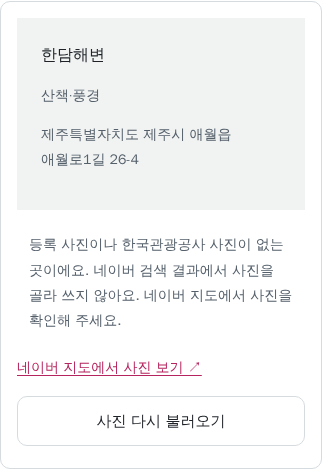 한담해변
산책·풍경
제주특별자치도 제주시 애월읍
애월로1길 26-4
등록 사진이나 한국관광공사 사진이 없는
곳이에요. 네이버 검색 결과에서 사진을
골라 쓰지 않아요. 네이버 지도에서 사진을
확인해 주세요.
네이버 지도에서 사진 보기 ↗
사진 다시 불러오기